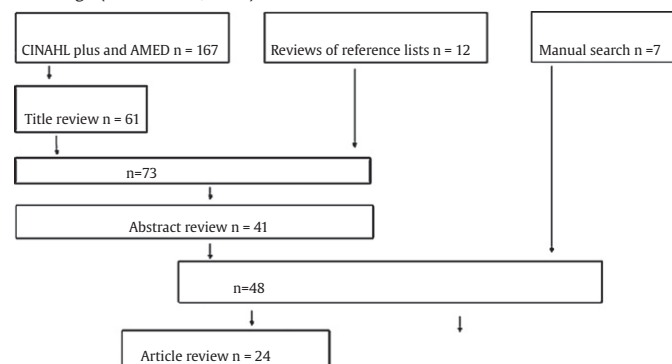 CINAHL plus and AMED n = 167
Reviews of reference lists n = 12
Manual search n =7
Title review n = 61
n=73
Abstract review n = 41
n=48
Article review n = 24